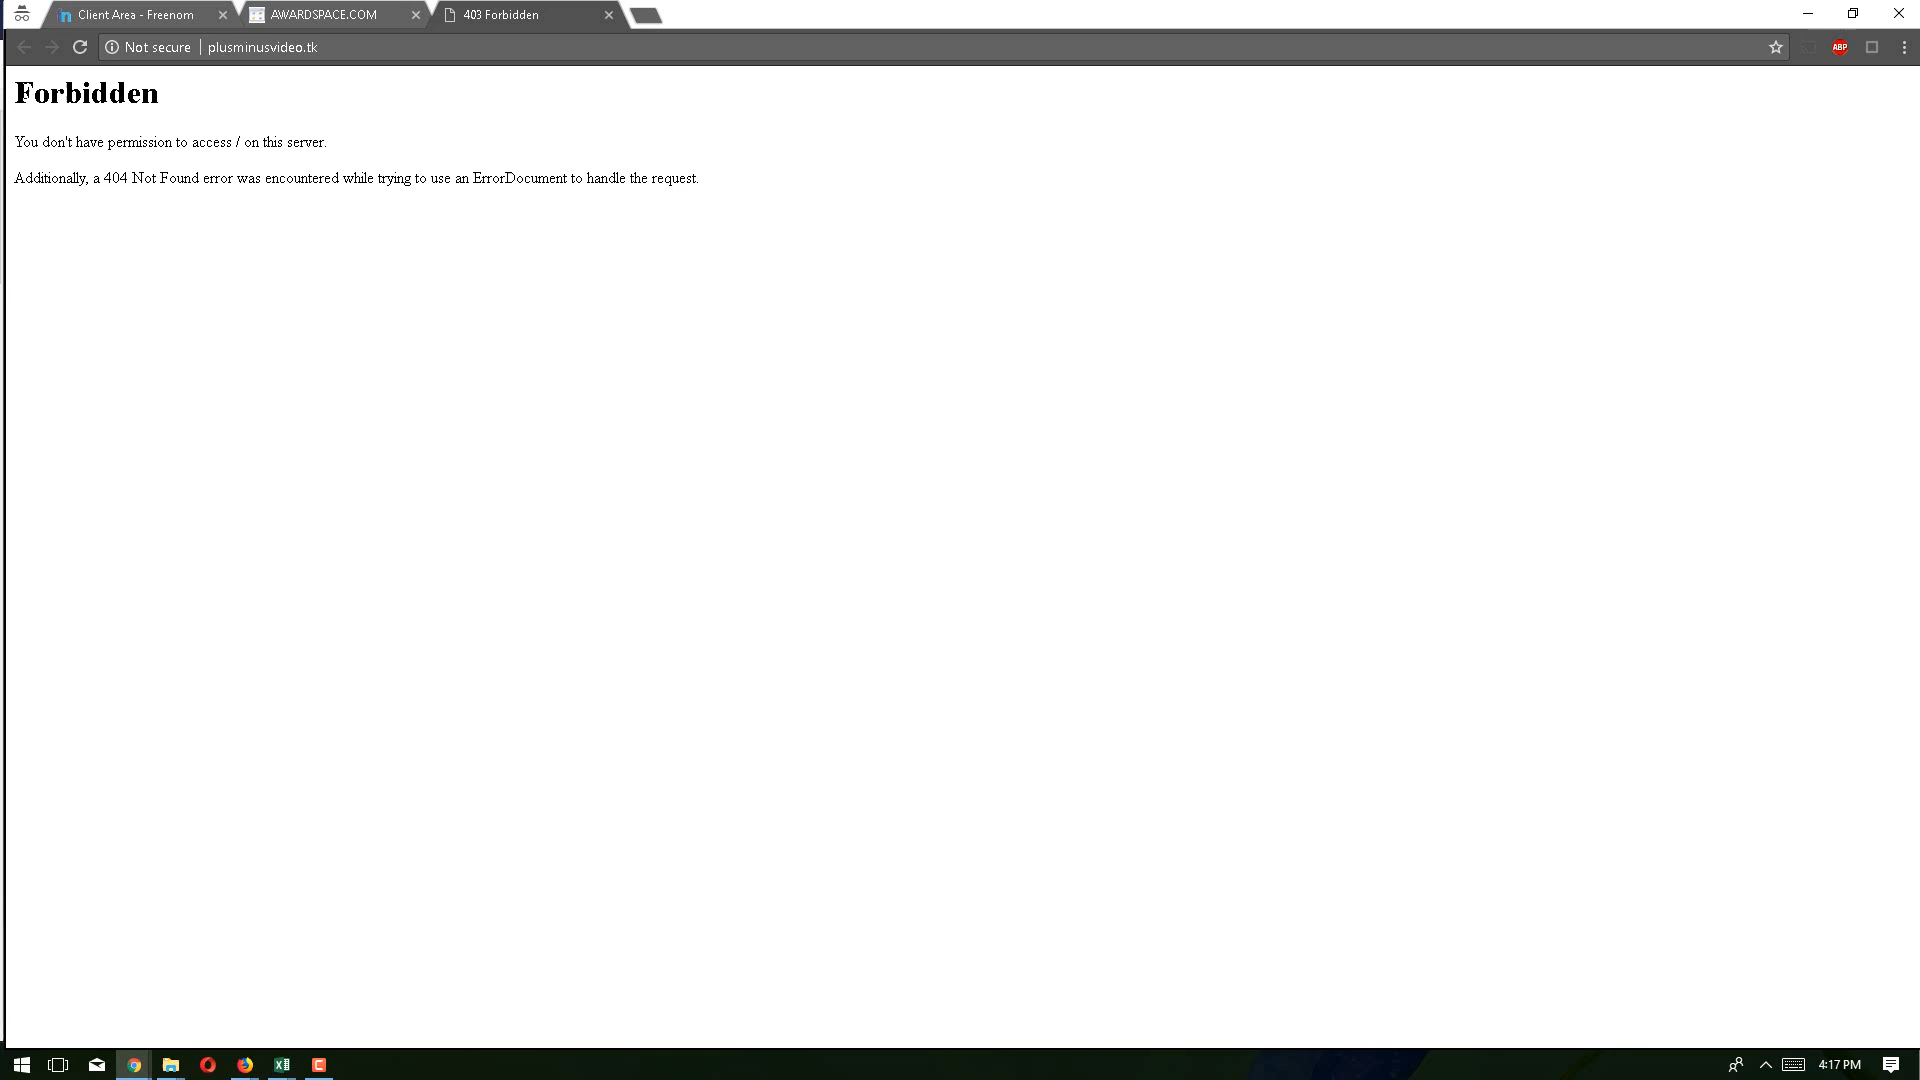 Client Area - Freenom
AWARDSPACE.COM
403 Forbidden
Not secure
plusminusvideo.tk
ABP
Forbidden
You don't have permission to access / on this server.
Additionally, a 404 Not Found error was encountered while trying to use an ErrorDocument to handle the request.
4:17 PM